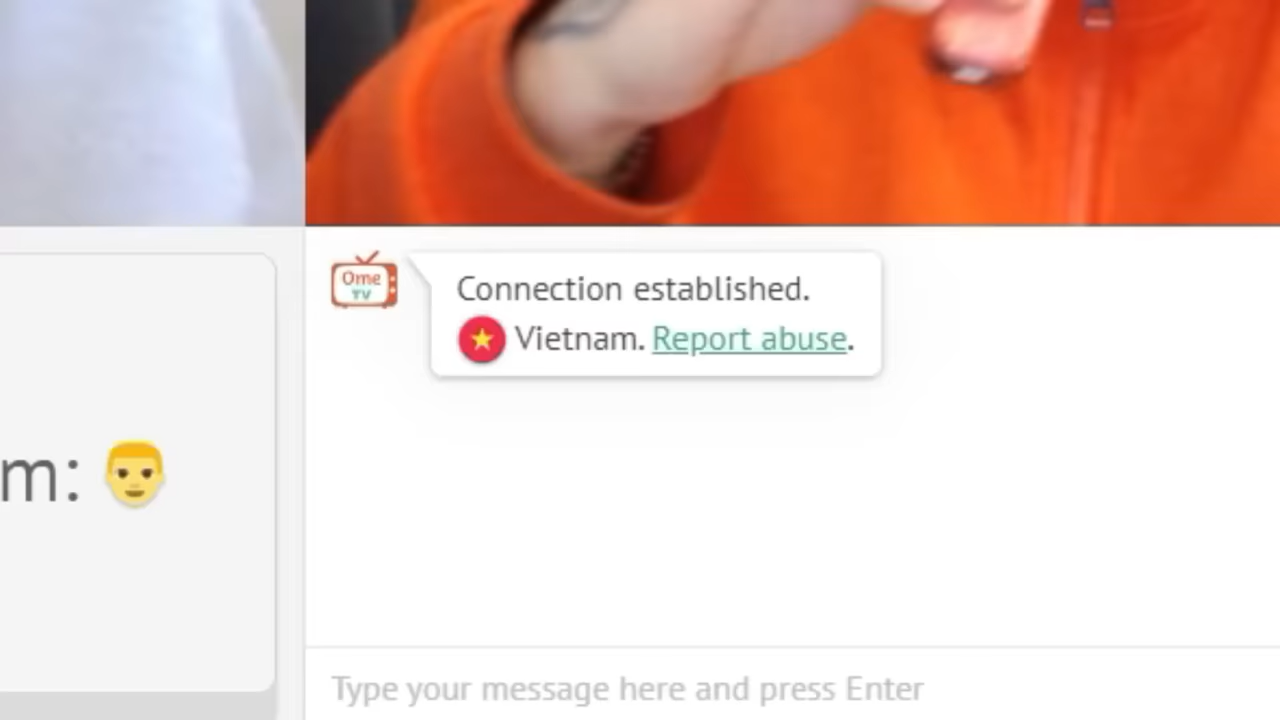 Ome
TV
Connection established.
Vietnam. Report abuse.
m:
Type your message here and press Enter